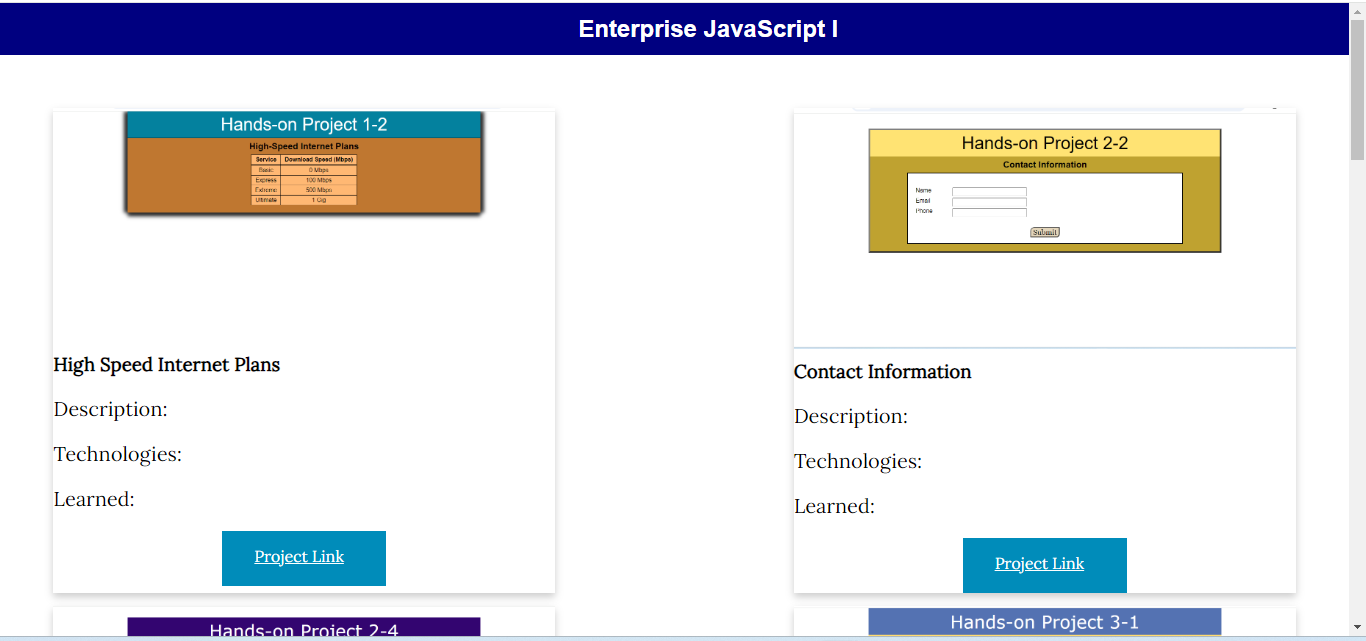 Enterprise JavaScript I
Hands-on Project 1-2
High-Speed Internet Plans
Service Download Speed (Mbps)
Basic 0 Mbps
Express 100 Mbps
Extreme 500 Mbps
Ultimate 1 Gig
High Speed Internet Plans
Description:
Technologies:
Learned:
Project Link
Hands-on Project 2-2
Contact Information
Name
Email
Phone
Submit
Contact Information
Description:
Technologies:
Learned:
Project Link
Hands-on Project 2-4
Hands-on Project 3-1